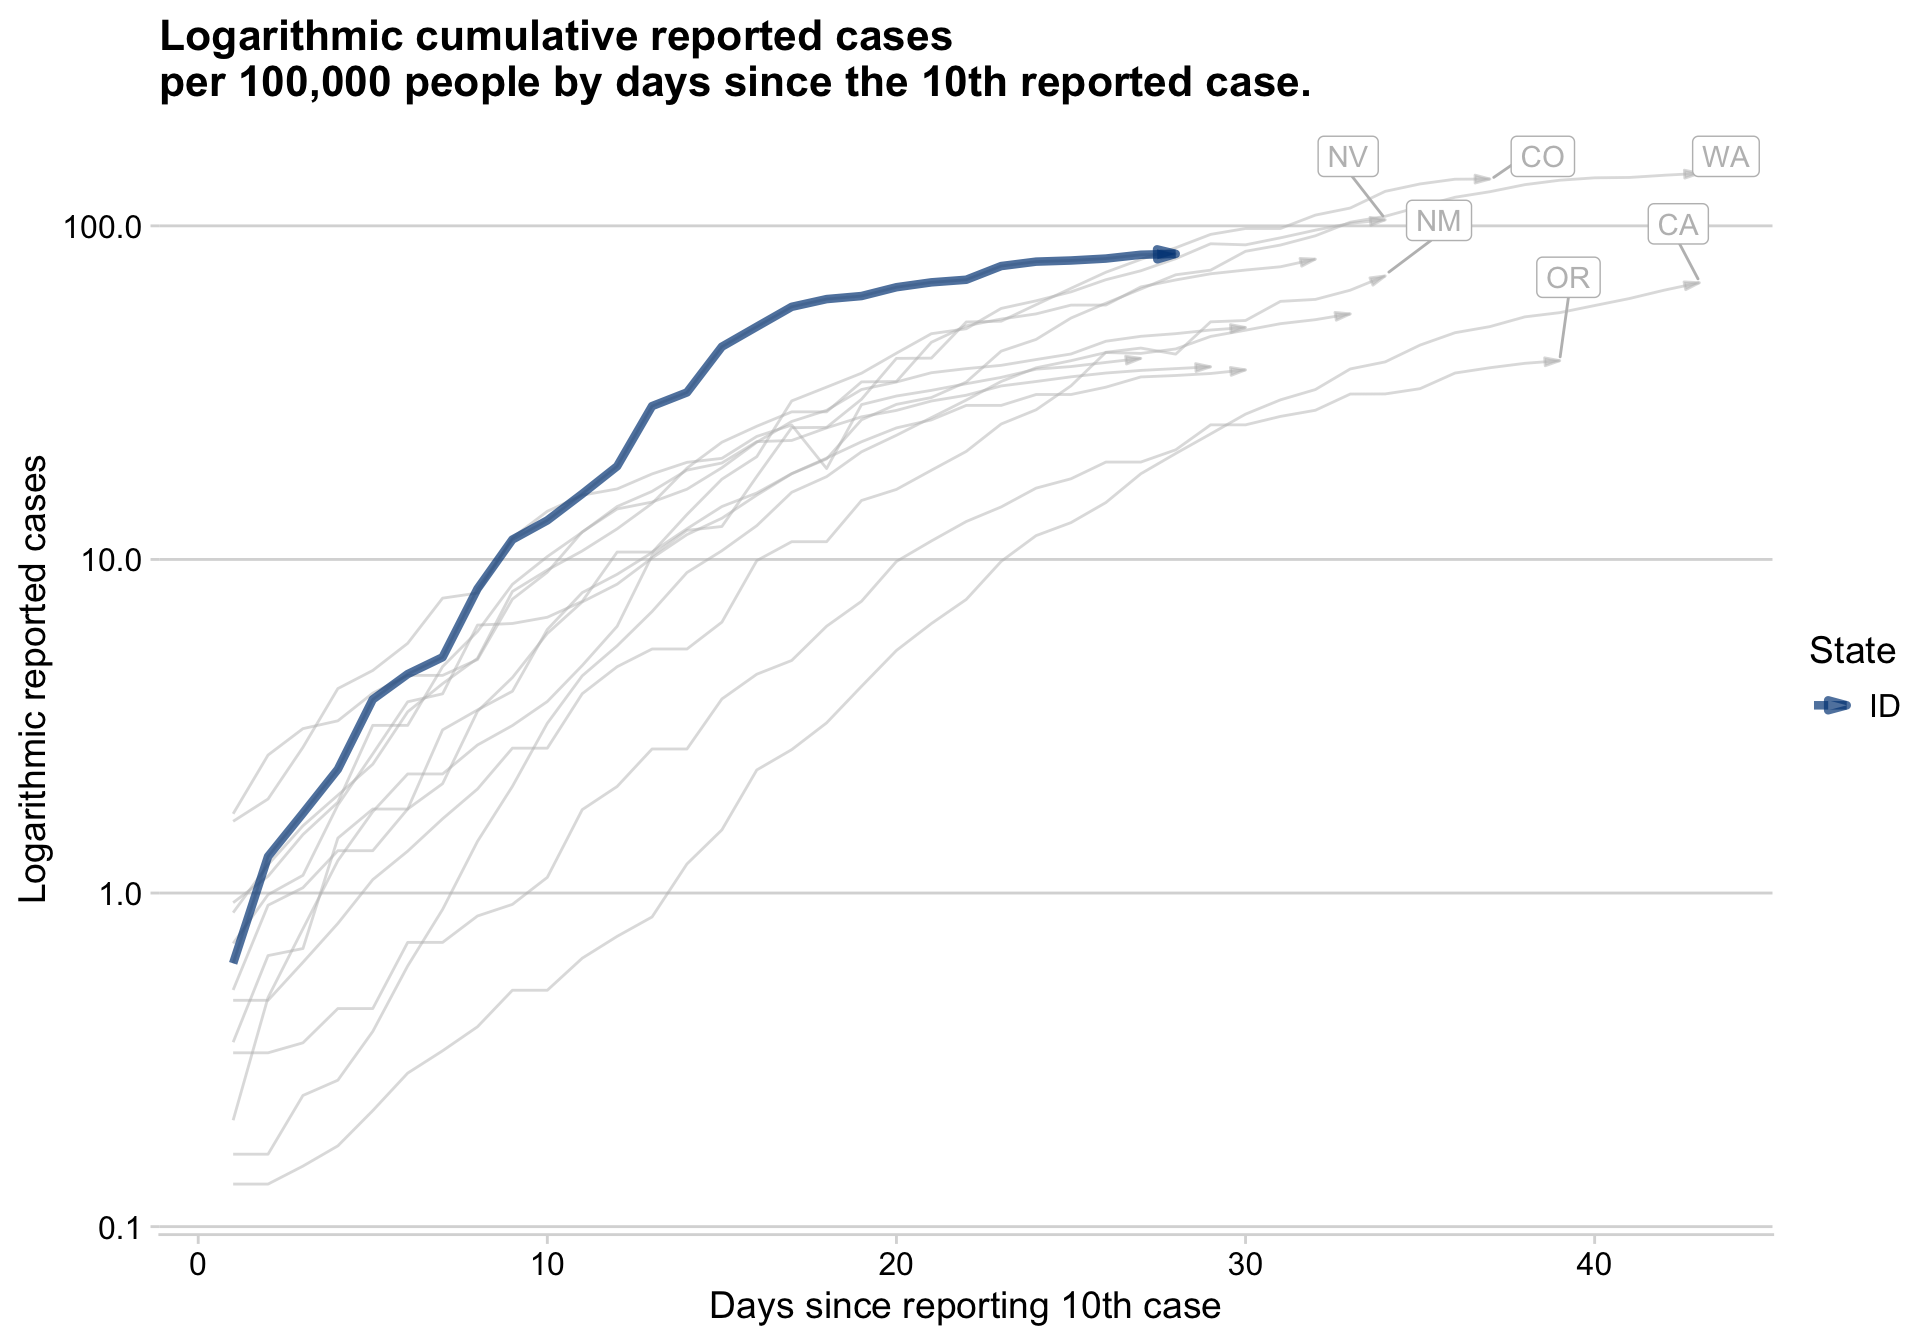 Logarithmic cumulative reported cases
per 100,000 people by days since the 10th reported case.
NV
CO
WA
NM
CA
OR
100.0
10.0
1.0
0.1
Logarithmic reported cases
State
ID
0
10
20
30
40
Days since reporting 10th case